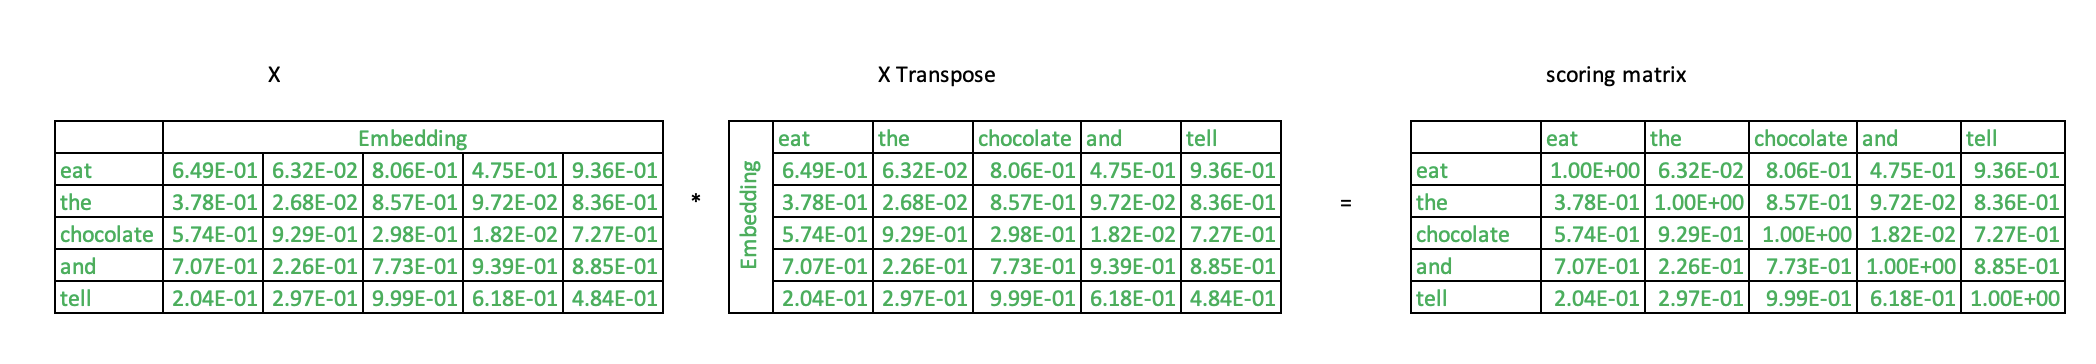 X X Transpose scoring matrix
Embedding eat the chocolate and tell eat the chocolate and tell
eat 6.49E-01 6.32E-02 8.06E-01 4.75E-01 9.36E-01 6.49E-01 6.32E-02 8.06E-01 4.75E-01 9.36E-01 eat 1.00E+00 6.32E-02 8.06E-01 4.75E-01 9.36E-01
the 3.78E-01 2.68E-02 8.57E-01 9.72E-02 8.36E-01 * Embedding 3.78E-01 2.68E-02 8.57E-01 9.72E-02 8.36E-01 = the 3.78E-01 1.00E+00 8.57E-01 9.72E-02 8.36E-01
chocolate 5.74E-01 9.29E-01 2.98E-01 1.82E-02 7.27E-01 5.74E-01 9.29E-01 2.98E-01 1.82E-02 7.27E-01 chocolate 5.74E-01 9.29E-01 1.00E+00 1.82E-02 7.27E-01
and 7.07E-01 2.26E-01 7.73E-01 9.39E-01 8.85E-01 7.07E-01 2.26E-01 7.73E-01 9.39E-01 8.85E-01 and 7.07E-01 2.26E-01 7.73E-01 1.00E+00 8.85E-01
tell 2.04E-01 2.97E-01 9.99E-01 6.18E-01 4.84E-01 2.04E-01 2.97E-01 9.99E-01 6.18E-01 4.84E-01 tell 2.04E-01 2.97E-01 9.99E-01 6.18E-01 1.00E+00